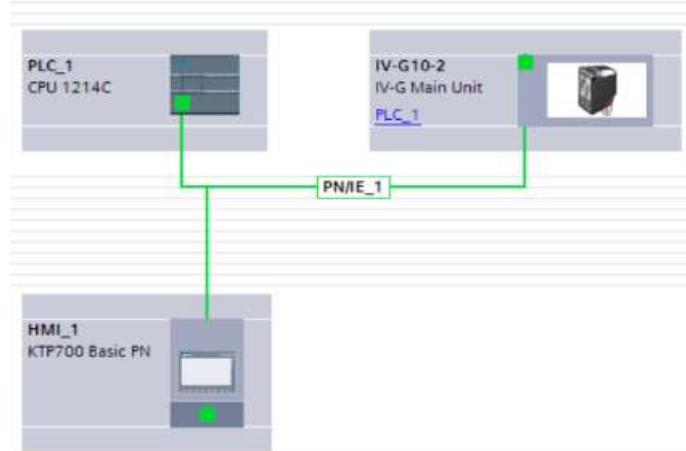 PLC_1
CPU 1214C
IV-G10-2
IV-G Main Unit
PLC_1
PN/IE_1
HMI_1
KTP700 Basic PN